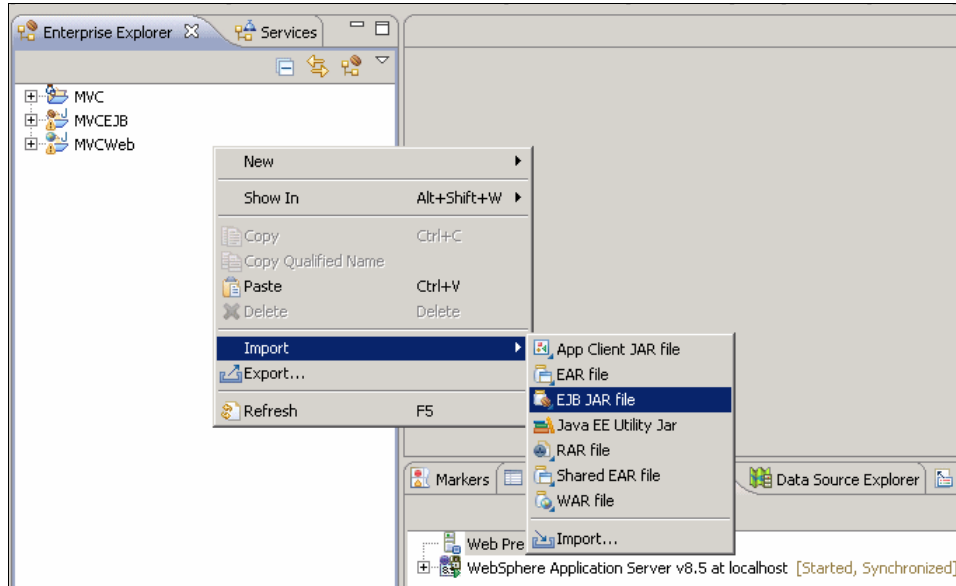 Enterprise Explorer
Services
MVC
MVCEJB
MVCWeb
New
Show In Alt+Shift+W
Copy Ctrl+C
Copy Qualified Name
Paste Ctrl+V
Delete Delete
Import
Export...
Refresh F5
App Client JAR file
EAR file
EJB JAR file
Java EE Utility Jar
RAR file
Shared EAR file
WAR file
Import...
Markers
Data Source Explorer
Web Pre
WebSphere Application Server v8.5 at localhost [Started, Synchronized]